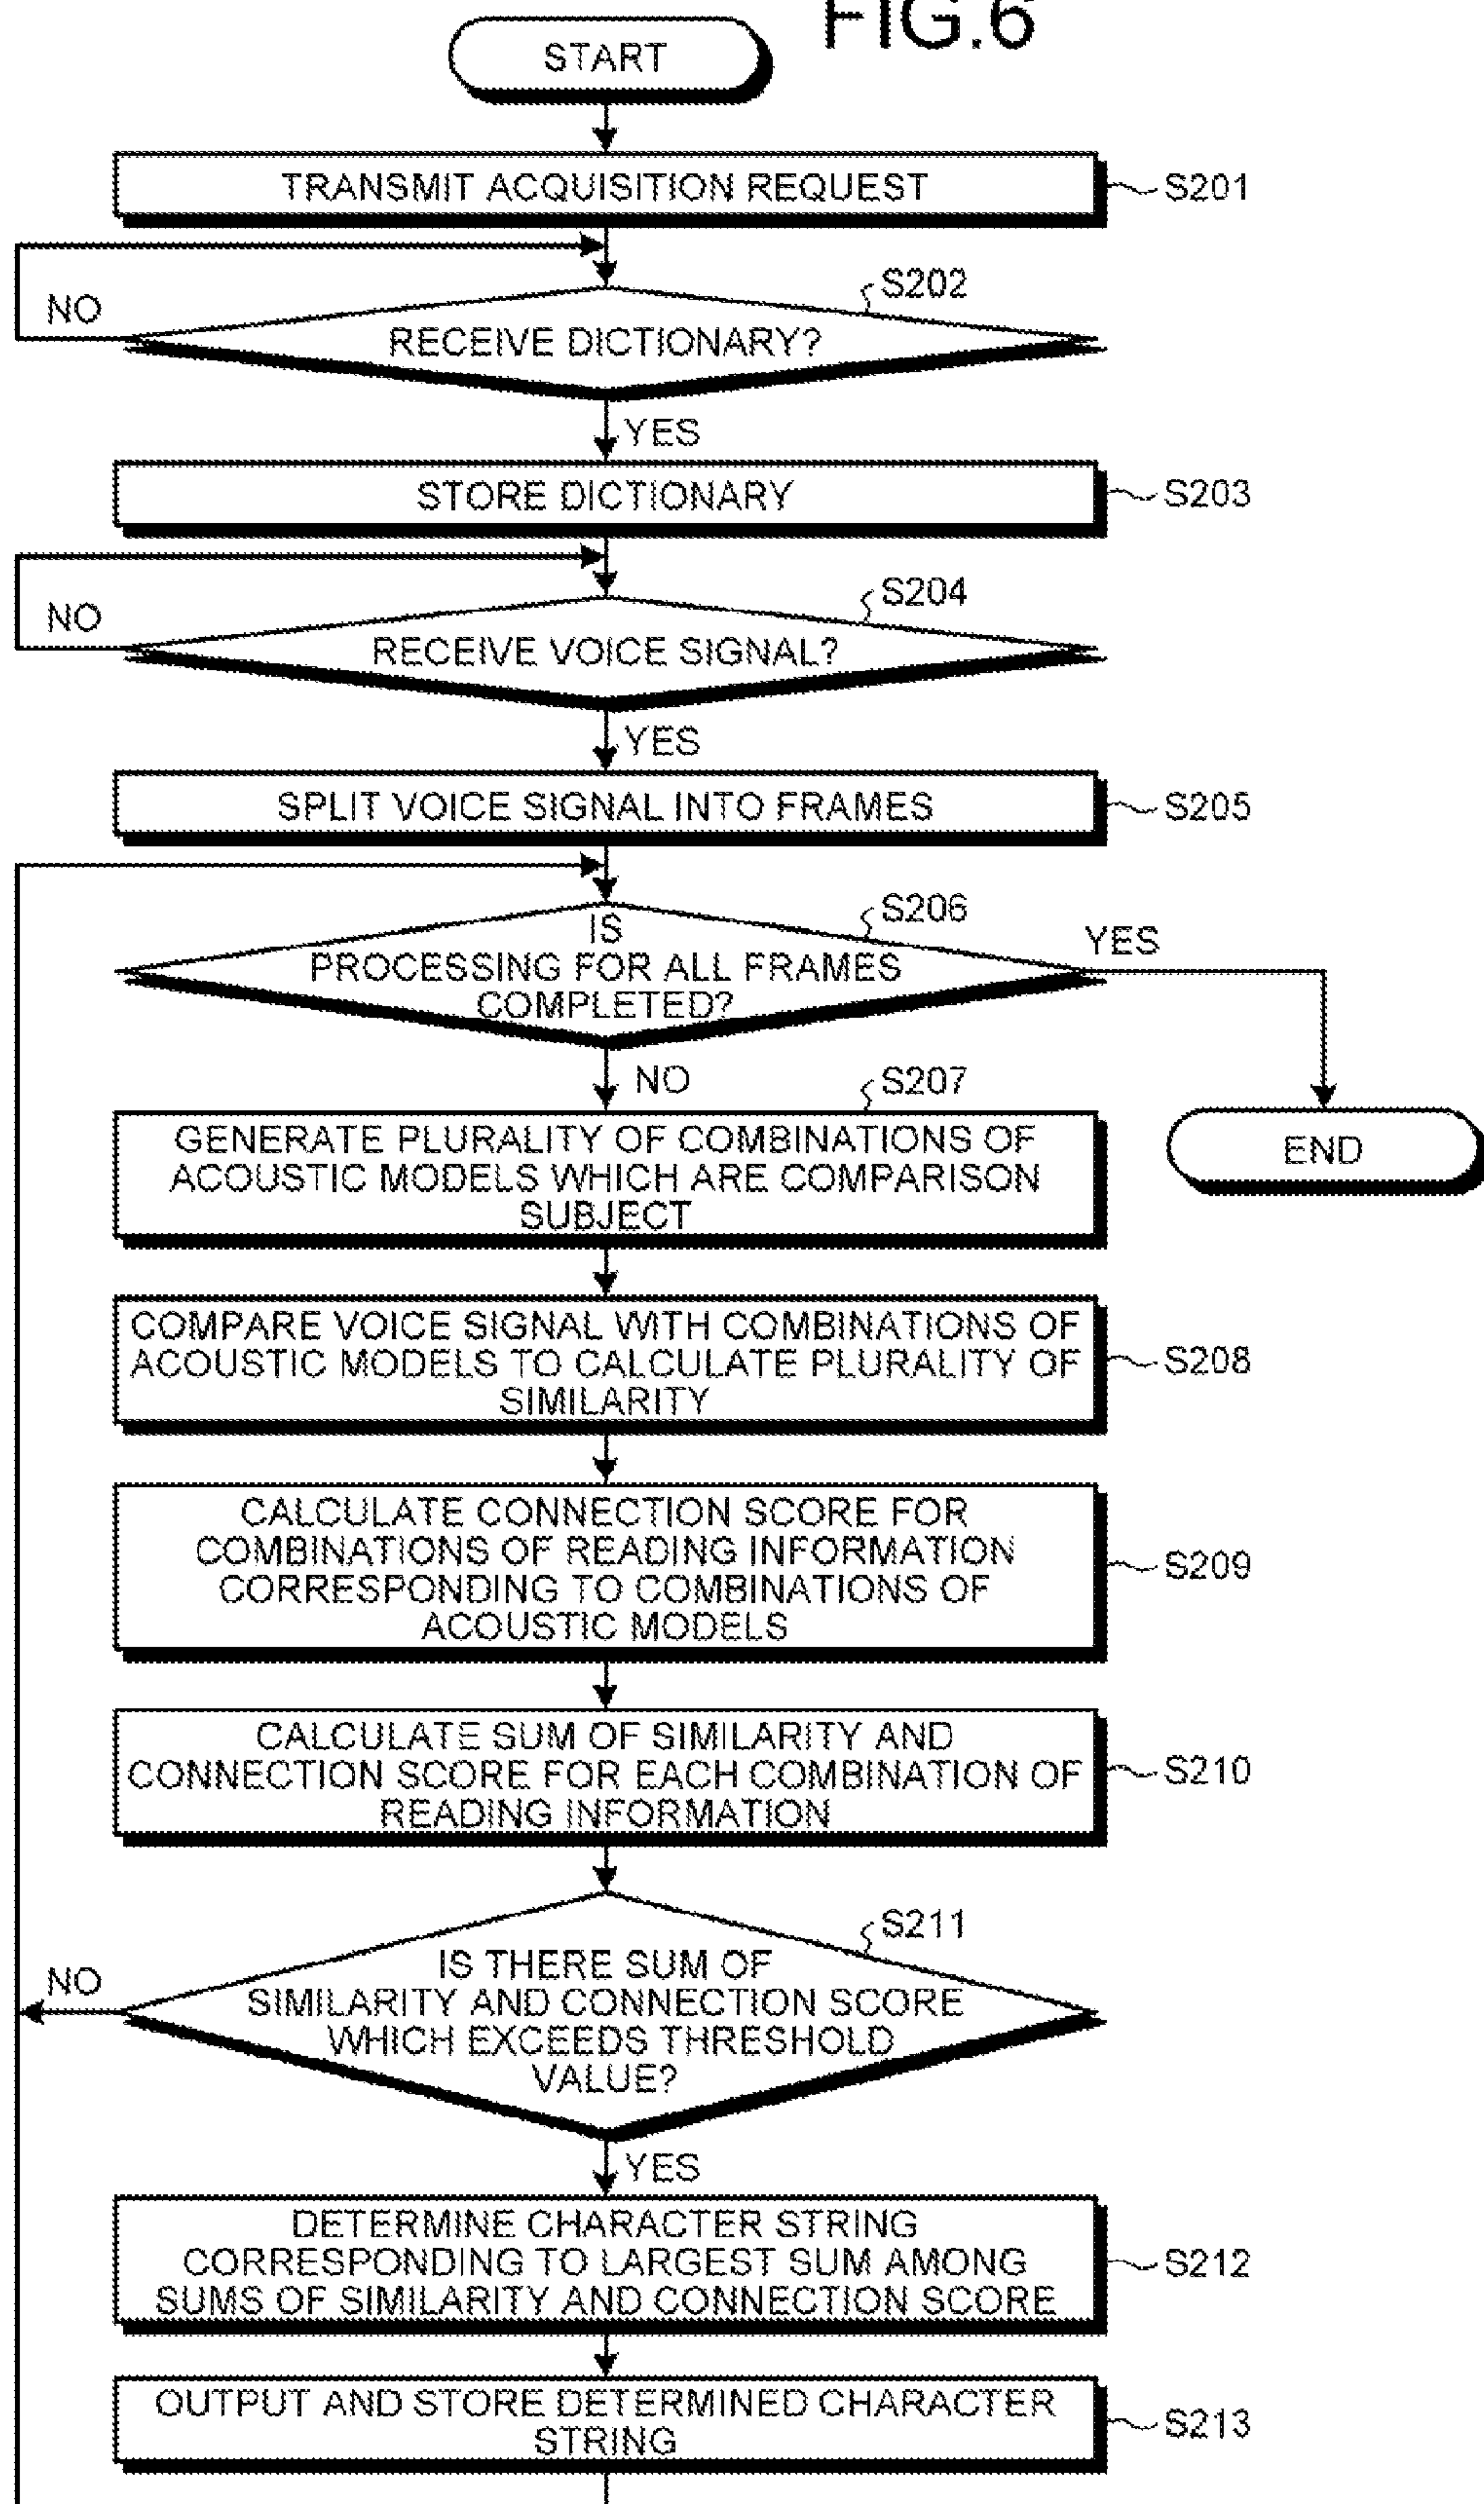 FIG.6
START
TRANSMIT ACQUISITION REQUEST
S201
S202
NO
RECEIVE DICTIONARY?
YES
STORE DICTIONARY
S203
S204
NO
RECEIVE VOICE SIGNAL?
YES
SPLIT VOICE SIGNAL INTO FRAMES
S205
S206
IS
PROCESSING FOR ALL FRAMES
COMPLETED?
YES
NO
S207
GENERATE PLURALITY OF COMBINATIONS OF
ACOUSTIC MODELS WHICH ARE COMPARISON
SUBJECT
END
COMPARE VOICE SIGNAL WITH COMBINATIONS OF
ACOUSTIC MODELS TO CALCULATE PLURALITY OF
SIMILARITY
S208
CALCULATE CONNECTION SCORE FOR
COMBINATIONS OF READING INFORMATION
CORRESPONDING TO COMBINATIONS OF
ACOUSTIC MODELS
S209
CALCULATE SUM OF SIMILARITY AND
CONNECTION SCORE FOR EACH COMBINATION OF
READING INFORMATION
S210
S211
NO
IS THERE SUM OF
SIMILARITY AND CONNECTION SCORE
WHICH EXCEEDS THRESHOLD
VALUE?
YES
DETERMINE CHARACTER STRING
CORRESPONDING TO LARGEST SUM AMONG
SUMS OF SIMILARITY AND CONNECTION SCORE
S212
OUTPUT AND STORE DETERMINED CHARACTER
STRING
S213